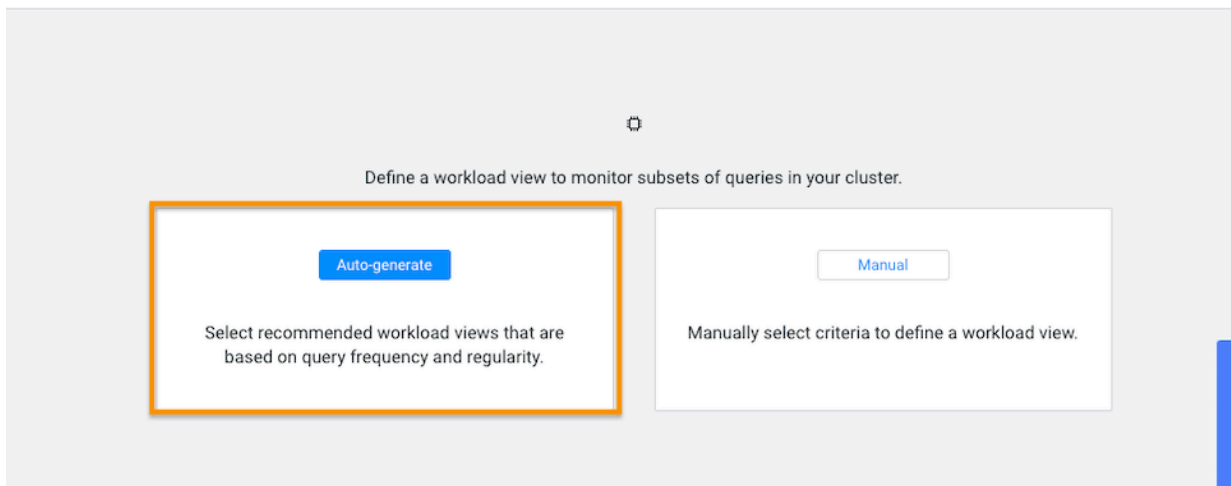 Define a workload view to monitor subsets of queries in your cluster.
Auto-generate
Select recommended workload views that are
based on query frequency and regularity.
Manual
Manually select criteria to define a workload view.